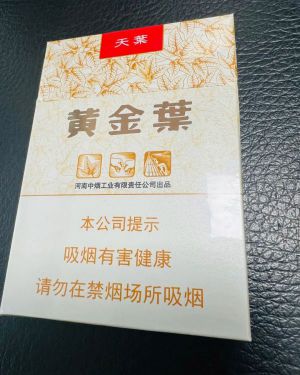 天葉
黄金葉
河南中烟工业有限责任公司出品
本公司提示
吸烟有害健康
请勿在禁烟场所吸烟